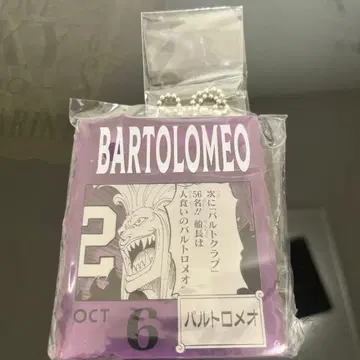 BARTOLOMEO
次に「バルトクラブ」
56名!! 船長は
人食いのバルトロメオ
2
OCT
6
バルトロメオ